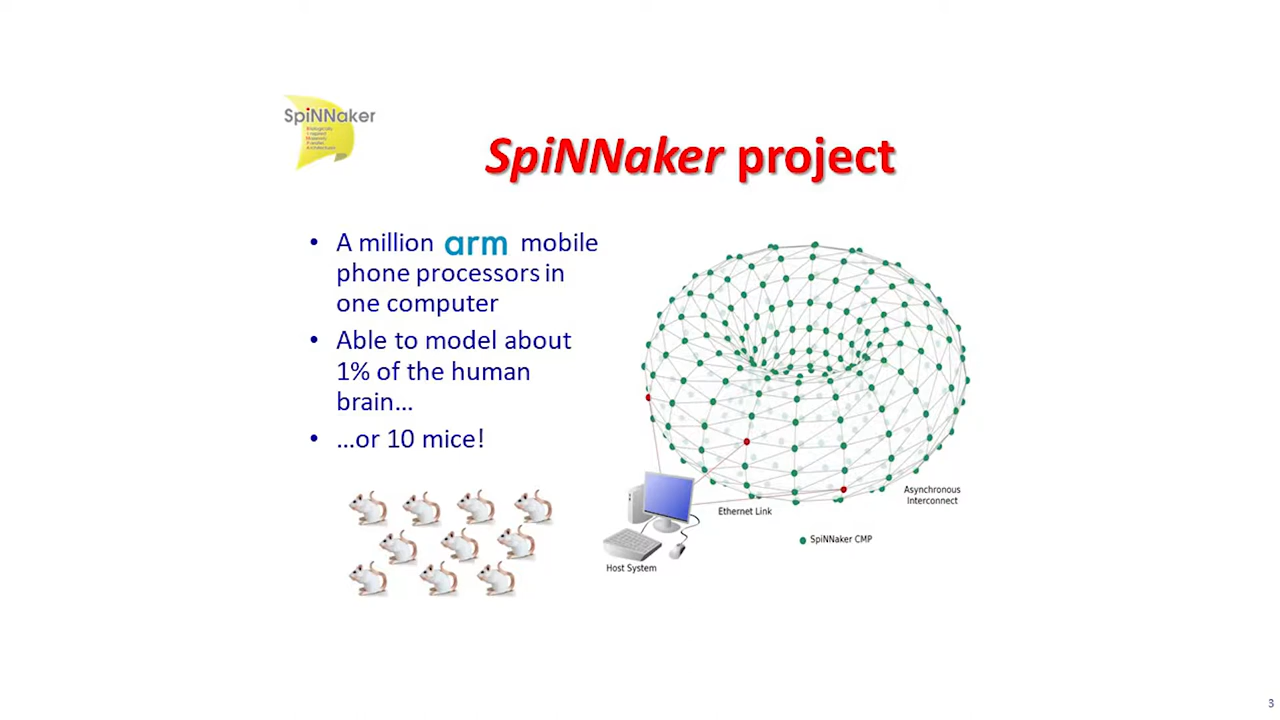 SpiNNaker
SpiNNaker project
• A million arm mobile
phone processors in
one computer
• Able to model about
1% of the human
brain…
• …or 10 mice!
Asynchronous
Interconnect
Ethernet Link
SpiNNaker CMP
Host System
3